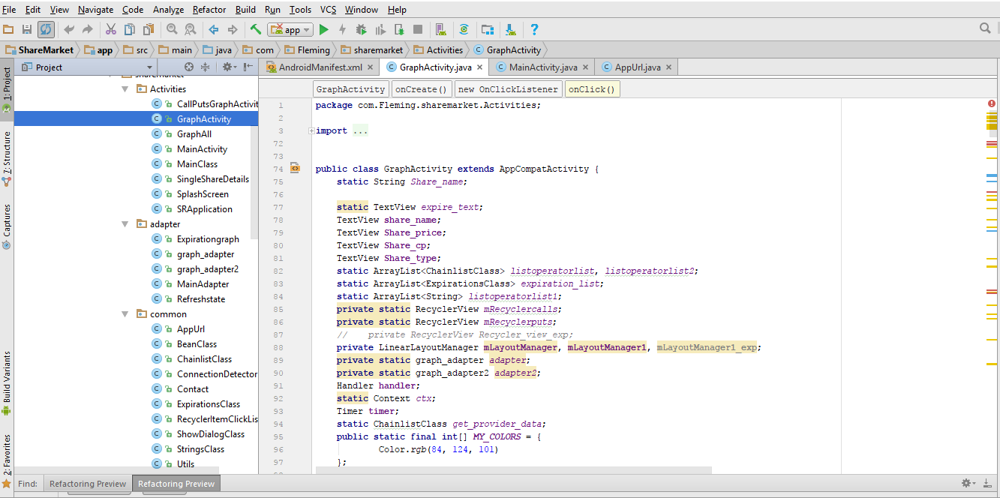 File Edit View Navigate Code Analyze Refactor Build Run Tools VCS Window Help
app
ShareMarket app src main java com Fleming sharemarket Activities GraphActivity
Project
AndroidManifest.xml GraphActivity.java MainActivity.java AppUrl.java
1: Project
7: Structure
Captures
Build Variants
2: Favorites
sharemarket
Activities
CallPutsGraphActivit
GraphActivity
GraphAll
MainActivity
MainClass
SingleShareDetails
SplashScreen
SRApplication
adapter
Expirationgraph
graph_adapter
graph_adapter2
MainAdapter
Refreshstate
common
AppUrl
BeanClass
ChainlistClass
ConnectionDetector
Contact
ExpirationsClass
RecyclerItemClickLis
ShowDialogClass
StringsClass
Utils
GraphActivity onCreate() new OnClickListener onClick()
1 package com.Fleming.sharemarket.Activities;
2
3 import ...
72
73
74 public class GraphActivity extends AppCompatActivity {
75 static String Share_name;
76
77 static TextView expire_text;
78 TextView share_name;
79 TextView Share_price;
80 TextView Share_cp;
81 TextView Share_type;
82 static ArrayList<ChainlistClass> listoperatorlist, listoperatorlist2;
83 static ArrayList<ExpirationsClass> expiration_list;
84 static ArrayList<String> listoperatorlist1;
85 private static RecyclerView mRecyclercalls;
86 private static RecyclerView mRecyclerputs;
87 // private RecyclerView Recycler_view_exp;
88 private LinearLayoutManager mLayoutManager, mLayoutManager1, mLayoutManager1_exp;
89 private static graph_adapter adapter;
90 private static graph_adapter2 adapter2;
91 Handler handler;
92 static Context ctx;
93 Timer timer;
94 static ChainlistClass get_provider_data;
95 public static final int[] MY_COLORS = {
96 Color.rgb(84, 124, 101)
97 };
Find: Refactoring Preview Refactoring Preview